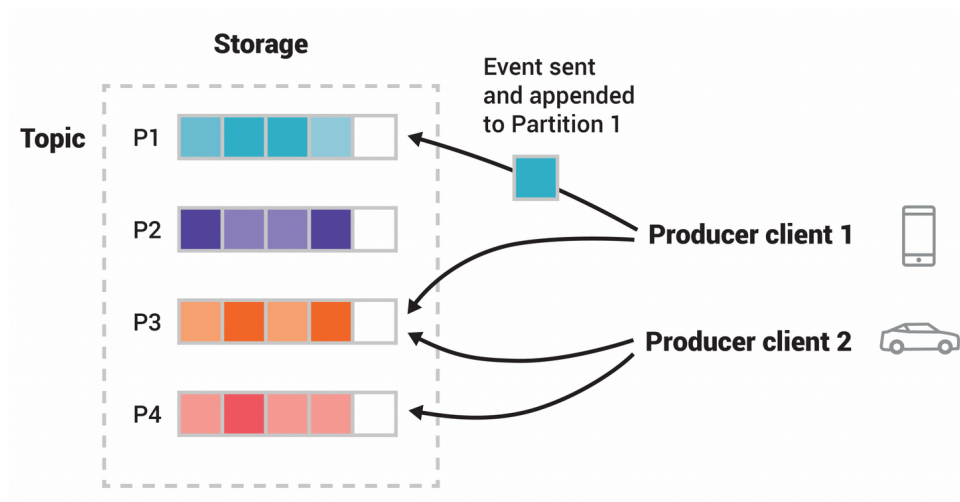 Storage
Event sent
and appended
to Partition 1
Topic
P1
P2
Producer client 1
P3
Producer client 2
P4